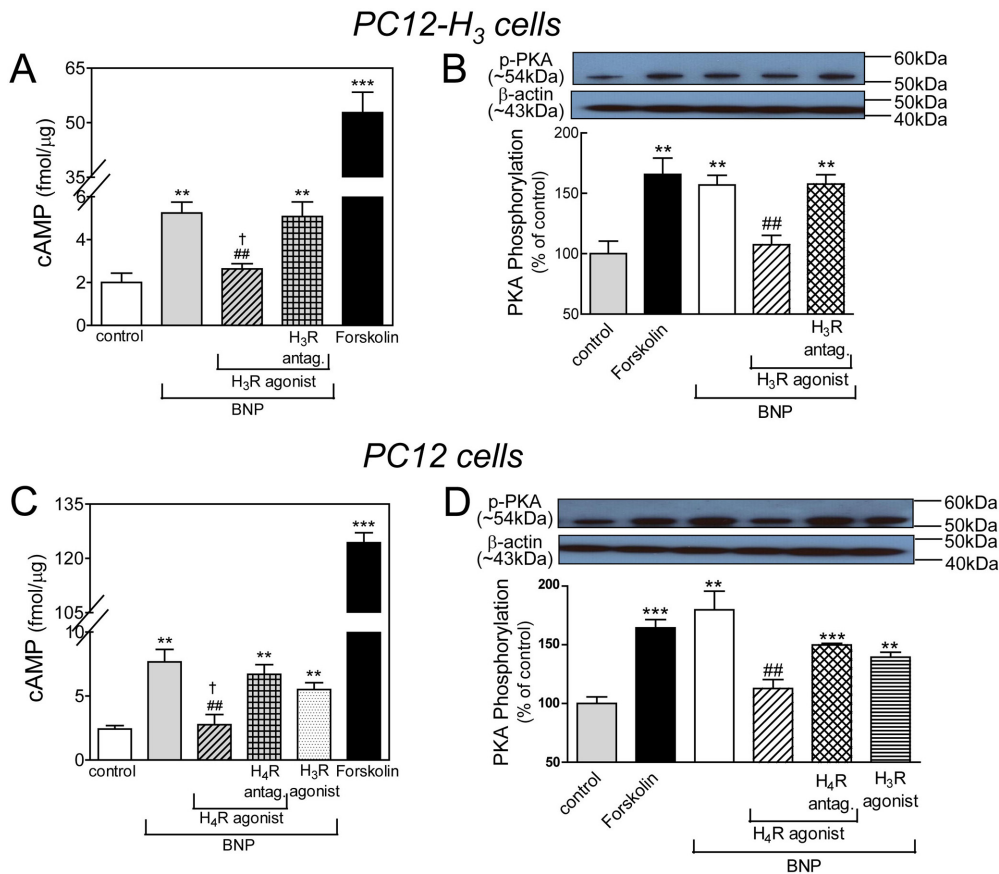 PC12-H3 cells
A
cAMP (fmol/µg)
65
50
35
6
4
2
0
**
†
##
**
***
control
H3R
antag.
Forskolin
H3R agonist
BNP
B
p-PKA
(~54kDa)
β-actin
(~43kDa)
60kDa
50kDa
50kDa
40kDa
PKA Phosphorylation
(% of control)
200
150
100
50
**
**
##
**
control
Forskolin
H3R
antag.
H3R agonist
BNP
PC12 cells
C
cAMP (fmol/µg)
135
120
105
10
5
0
**
†
##
**
**
***
control
H4R
antag.
H3R
agonist
Forskolin
H4R agonist
BNP
D
p-PKA
(~54kDa)
β-actin
(~43kDa)
60kDa
50kDa
50kDa
40kDa
PKA Phosphorylation
(% of control)
200
150
100
50
***
**
##
***
**
control
Forskolin
H4R
antag.
H3R
agonist
H4R agonist
BNP